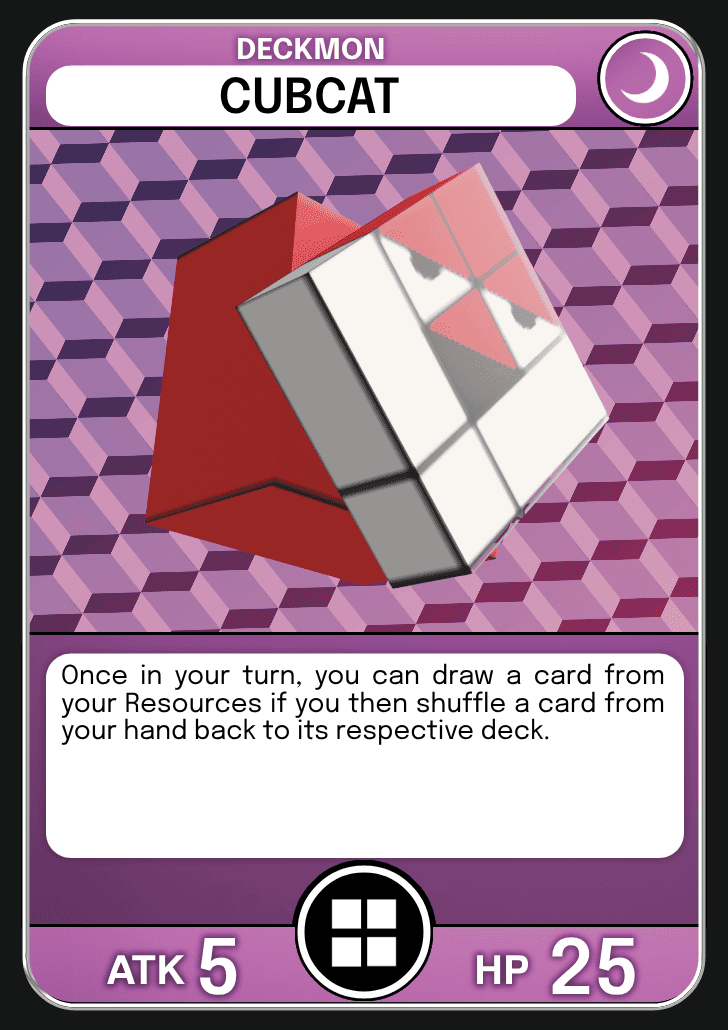 DECKMON
CUBCAT
Once in your turn, you can draw a card from
your Resources if you then shuffle a card from
your hand back to its respective deck.
ATK 5
HP 25